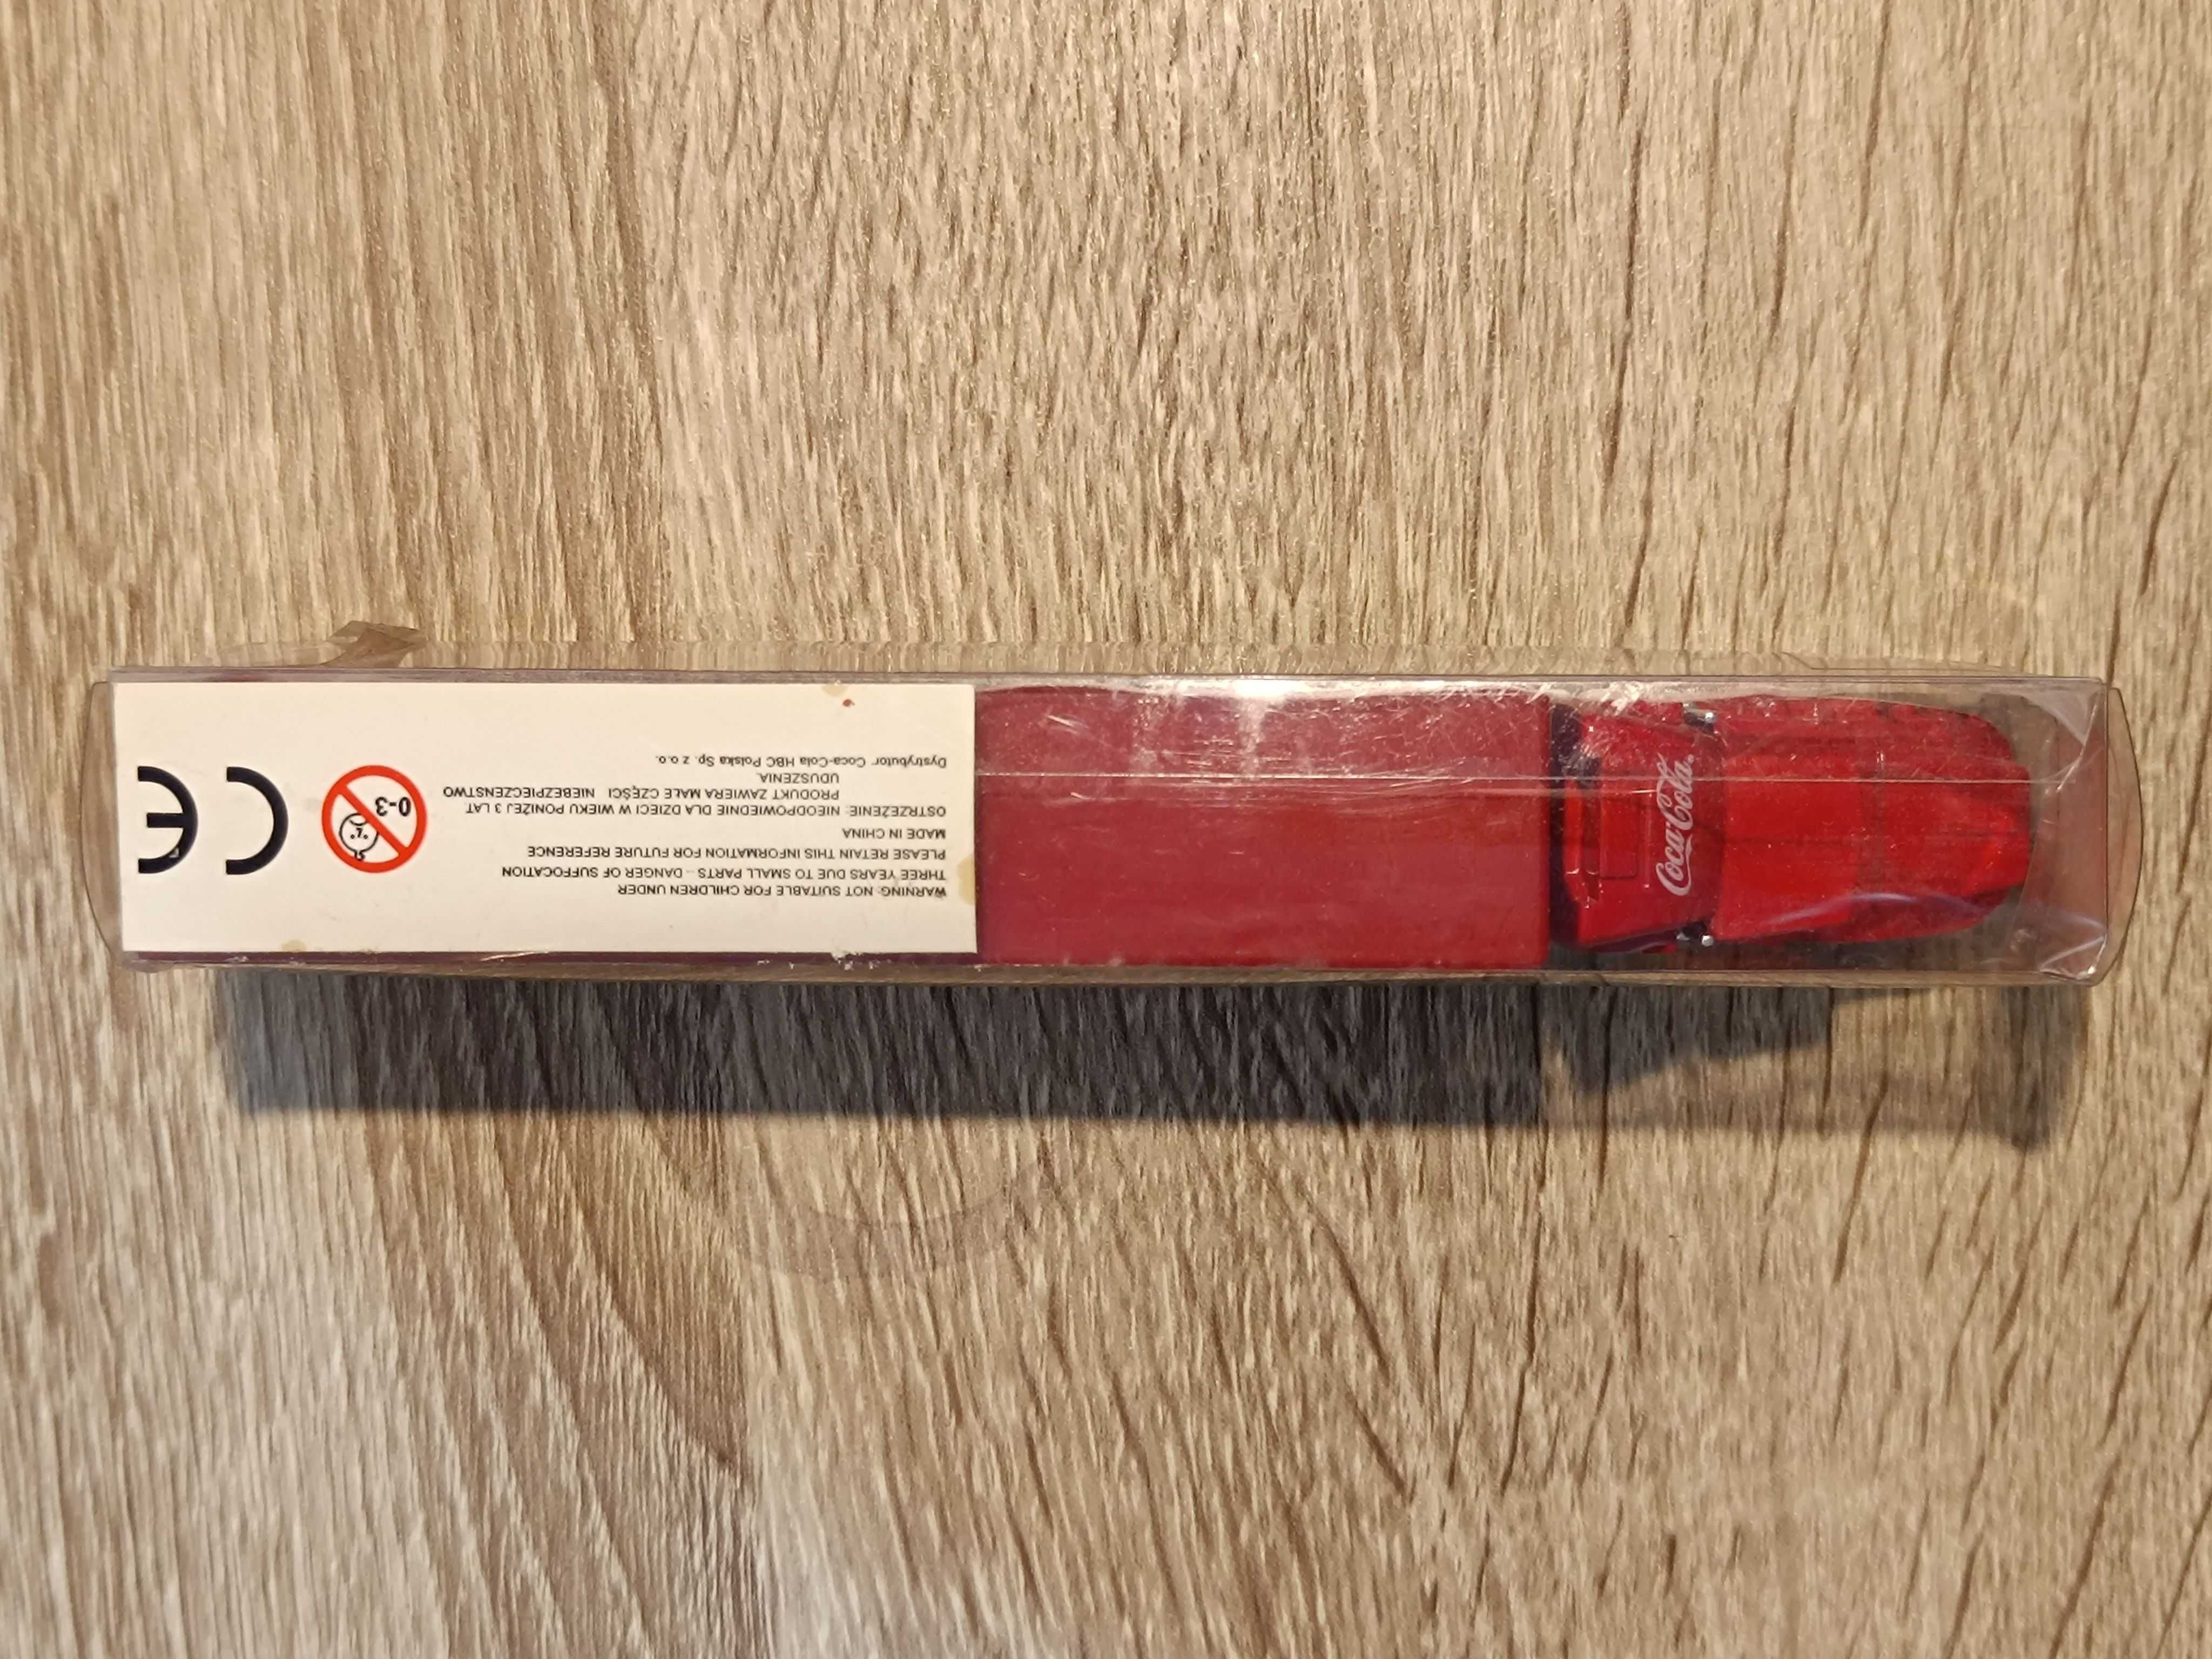 WARNING: NOT SUITABLE FOR CHILDREN UNDER
THREE YEARS DUE TO SMALL PARTS - DANGER OF SUFFOCATION
PLEASE RETAIN THIS INFORMATION FOR FUTURE REFERENCE
MADE IN CHINA
OSTRZEŻENIE: NIEODPOWIEDNIE DLA DZIECI W WIEKU PONIŻEJ 3 LAT
PRODUKT ZAWIERA MAŁE CZĘŚCI NIEBEZPIECZEŃSTWO
UDUSZENIA.
Dystrybutor: Coca-Cola HBC Polska Sp. z o.o.
0-3
CE
Coca-Cola